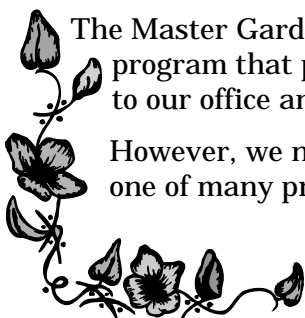 The Master Gard
program that p
to our office an
However, we n
one of many pr